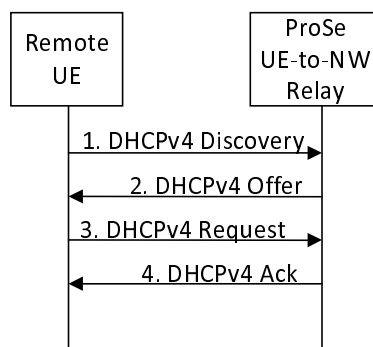 Remote
UE
ProSe
UE-to-NW
Relay
1. DHCPv4 Discovery
2. DHCPv4 Offer
3. DHCPv4 Request
4. DHCPv4 Ack